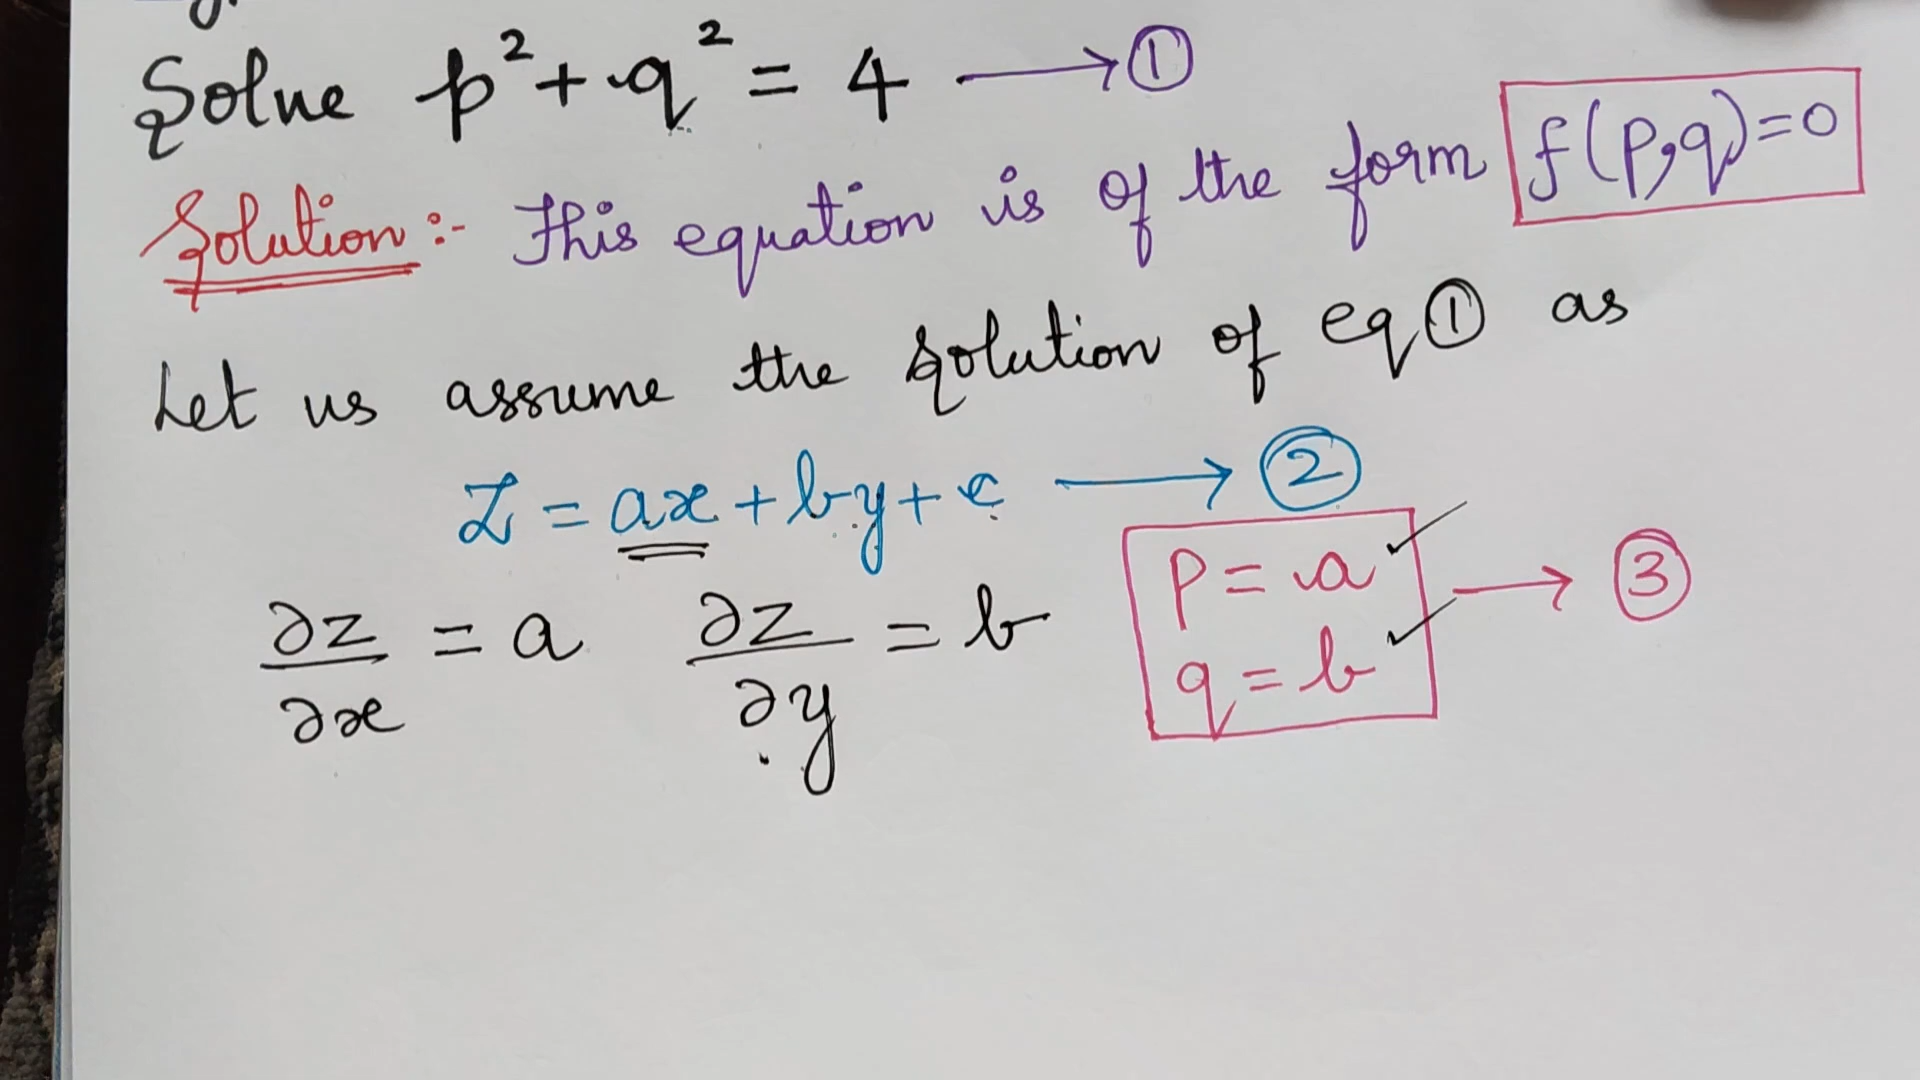 Solve p² + q² = 4 → ①
Solution :- This equation is of the form f(p,q)=0
Let us assume the solution of eq ① as
Z = ax + by + c → ②
∂z/∂x = a ∂z/∂y = b
p = a ✓
q = b ✓ → ③